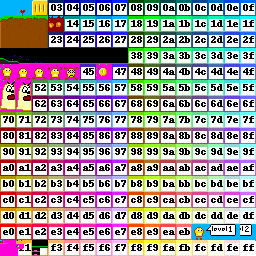 03 04 05 06 07 08 09 0a 0b 0c 0d 0e 0f
14 15 16 17 18 19 1a 1b 1c 1d 1e 1f
23 24 25 26 27 28 29 2a 2b 2c 2d 2e 2f
38 39 3a 3b 3c 3d 3e 3f
45 47 48 49 4a 4b 4c 4d 4e 4f
52 53 54 55 56 57 58 59 5a 5b 5c 5d 5e 5f
62 63 64 65 66 67 68 69 6a 6b 6c 6d 6e 6f
70 71 72 73 74 75 76 77 78 79 7a 7b 7c 7d 7e 7f
80 81 82 83 84 85 86 87 88 89 8a 8b 8c 8d 8e 8f
90 91 92 93 94 95 96 97 98 99 9a 9b 9c 9d 9e 9f
a0 a1 a2 a3 a4 a5 a6 a7 a8 a9 aa ab ac ad ae af
b0 b1 b2 b3 b4 b5 b6 b7 b8 b9 ba bb bc bd be bf
c0 c1 c2 c3 c4 c5 c6 c7 c8 c9 ca cb cc cd ce cf
d0 d1 d2 d3 d4 d5 d6 d7 d8 d9 da db dc dd de df
e0 e1 e2 e3 e4 e5 e6 e7 e8 e9 ea eb level1 l2
f3 f4 f5 f6 f7 f8 f9 fa fb fc fd fe ff